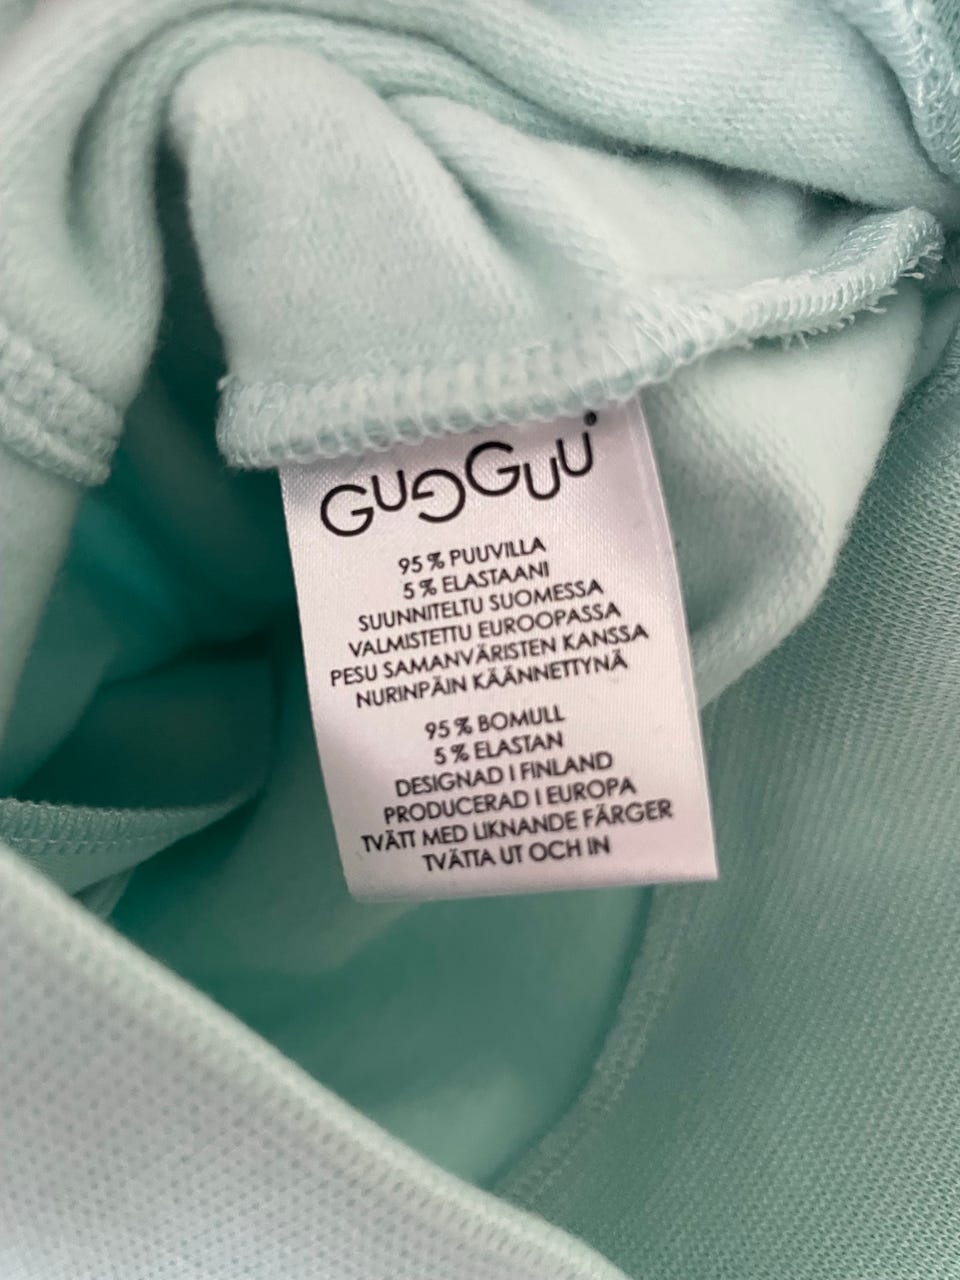 GUGGUU
95 % PUUVILLA
5 % ELASTAANI
SUUNNITELTU SUOMESSA
VALMISTETTU EUROOPASSA
PESU SAMANVÄRISTEN KANSSA
NURINPÄIN KÄÄNNETTYNÄ
95 % BOMULL
5 % ELASTAN
DESIGNAD I FINLAND
PRODUCERAD I EUROPA
TVÄTT MED LIKNANDE FÄRGER
TVÄTTA UT OCH IN